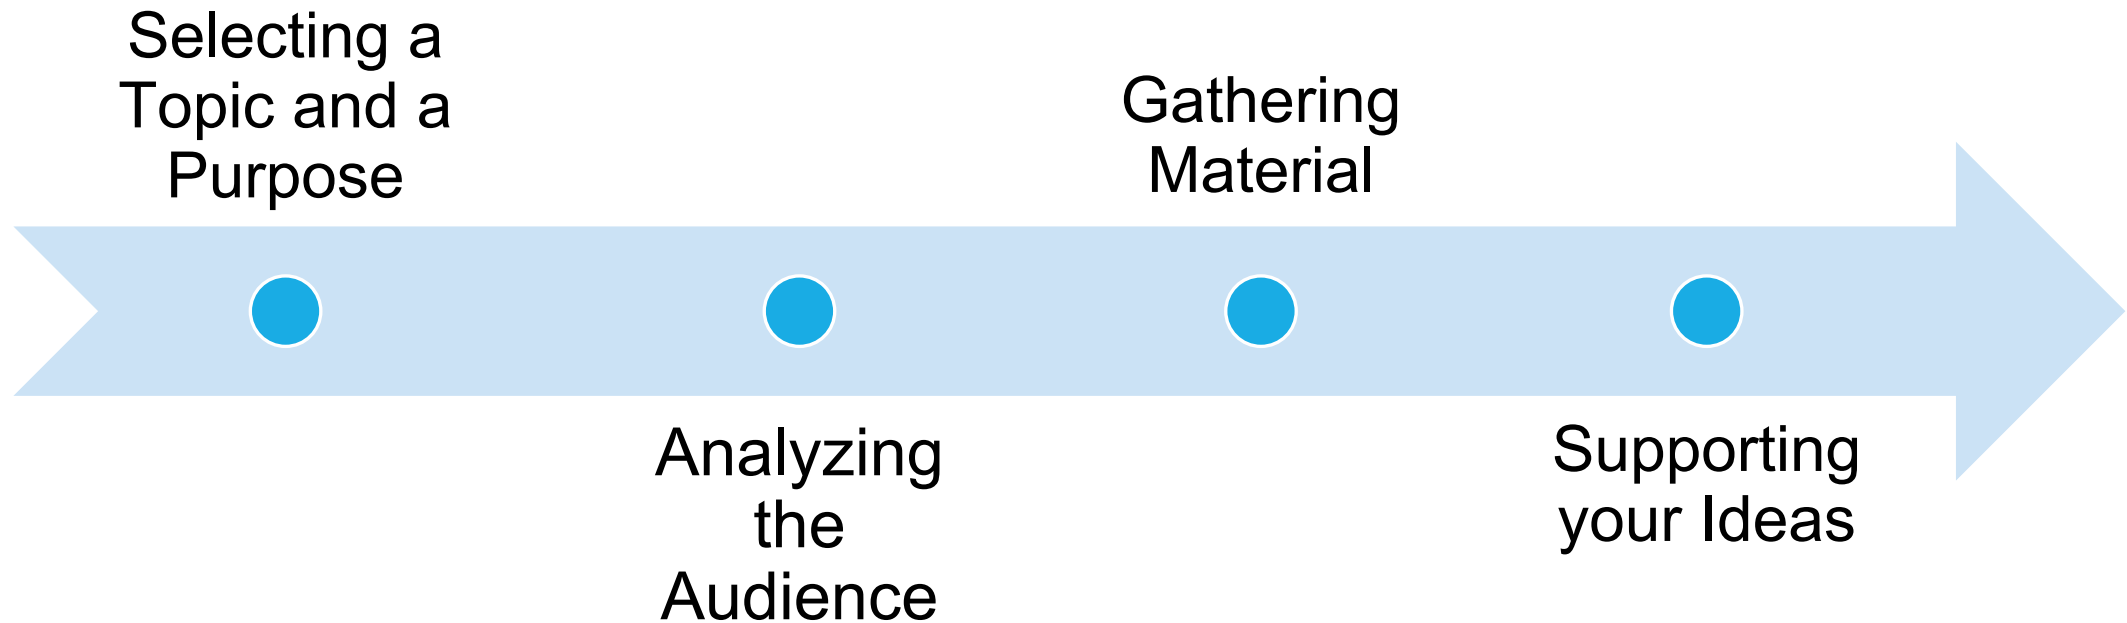 Selecting a
Topic and a
Purpose
Analyzing
the
Audience
Gathering
Material
Supporting
your Ideas